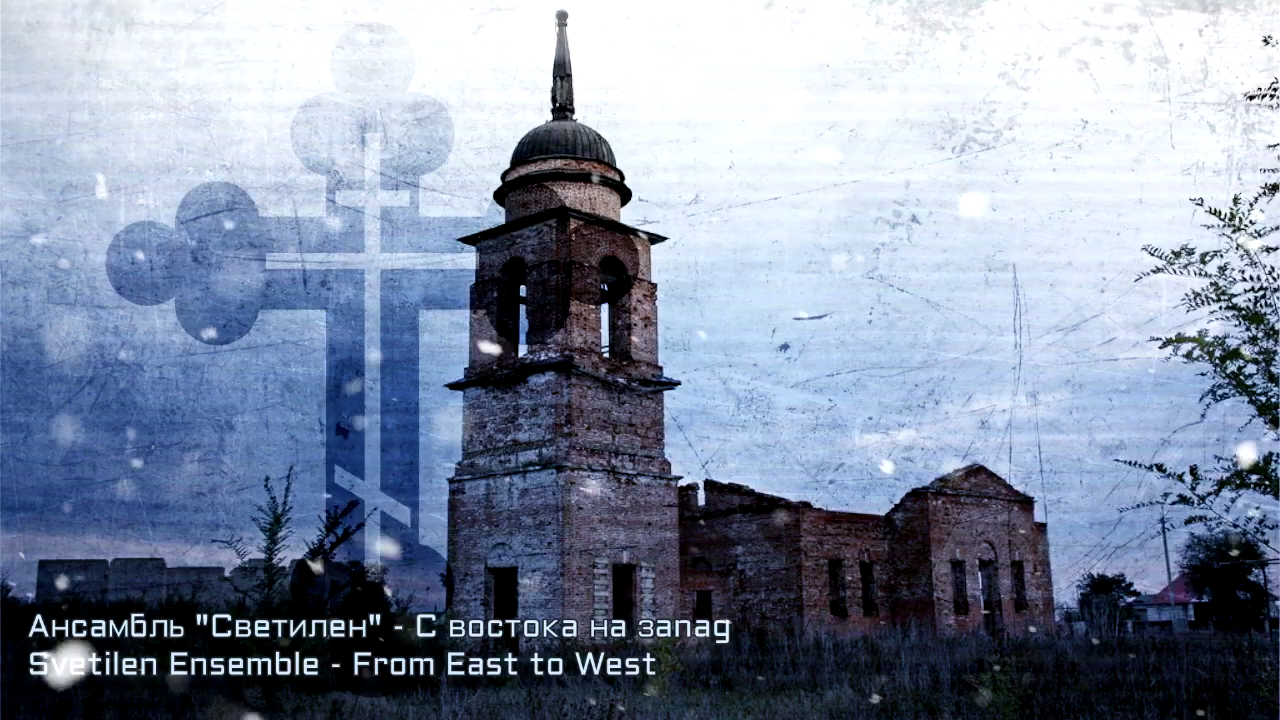 Ансамбль "Светилен" - С востока на запад
Svetilen Ensemble - From East to West